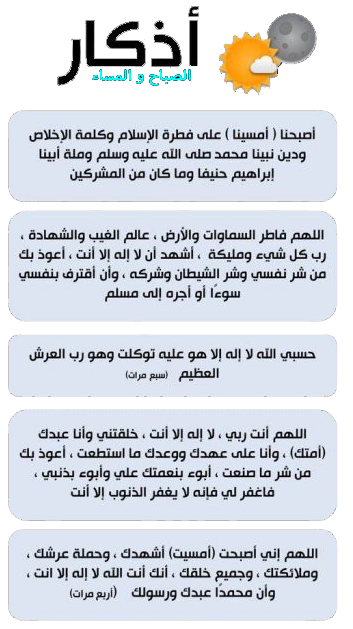 أذكار
الصباح و المساء
أصبحنا ( أمسينا ) على فطرة الإسلام وكلمة الإخلاص
ودين نبينا محمد صلى الله عليه وسلم وملة أبينا
إبراهيم حنيفا وما كان من المشركين
اللهم فاطر السماوات والأرض ، عالم الغيب والشهادة ،
رب كل شيء ومليكة ، أشهد أن لا إله إلا أنت ، أعوذ بك
من شر نفسي وشر الشيطان وشركه ، وأن أقترف بنفسي
سوءًا أو أجره إلى مسلم
حسبي الله لا إله إلا هو عليه توكلت وهو رب العرش
العظيم (سبع مرات)
اللهم أنت ربي ، لا إله إلا أنت ، خلقتني وأنا عبدك
(أمتك) ، وأنا على عهدك ووعدك ما استطعت ، أعوذ بك
من شر ما صنعت ، أبوء بنعمتك علي وأبوء بذنبي ،
فاغفر لي فإنه لا يغفر الذنوب إلا أنت
اللهم إني أصبحت (أمسيت) أشهدك ، وحملة عرشك ،
وملائكتك ، وجميع خلقك ، أنك أنت الله لا إله إلا انت ،
وأن محمدًا عبدك ورسولك (أربع مرات)